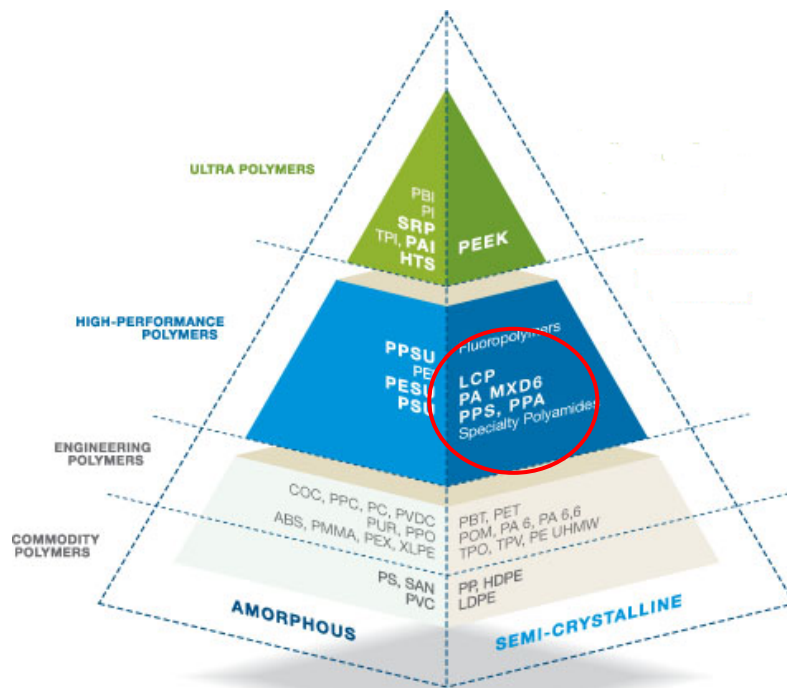 ULTRA POLYMERS
PBI
PI
SRP
TPI, PAI
HTS
PEEK
HIGH-PERFORMANCE
POLYMERS
PPSU
PEI
PESU
PSU
Fluoropolymers
LCP
PA MXD6
PPS, PPA
Specialty Polyamides
ENGINEERING
POLYMERS
COC, PPC, PC, PVDC
PUR, PPO
ABS, PMMA, PEX, XLPE
PBT, PET
POM, PA 6, PA 6,6
TPO, TPV, PE UHMW
COMMODITY
POLYMERS
PS, SAN
PVC
PP, HDPE
LDPE
AMORPHOUS
SEMI-CRYSTALLINE